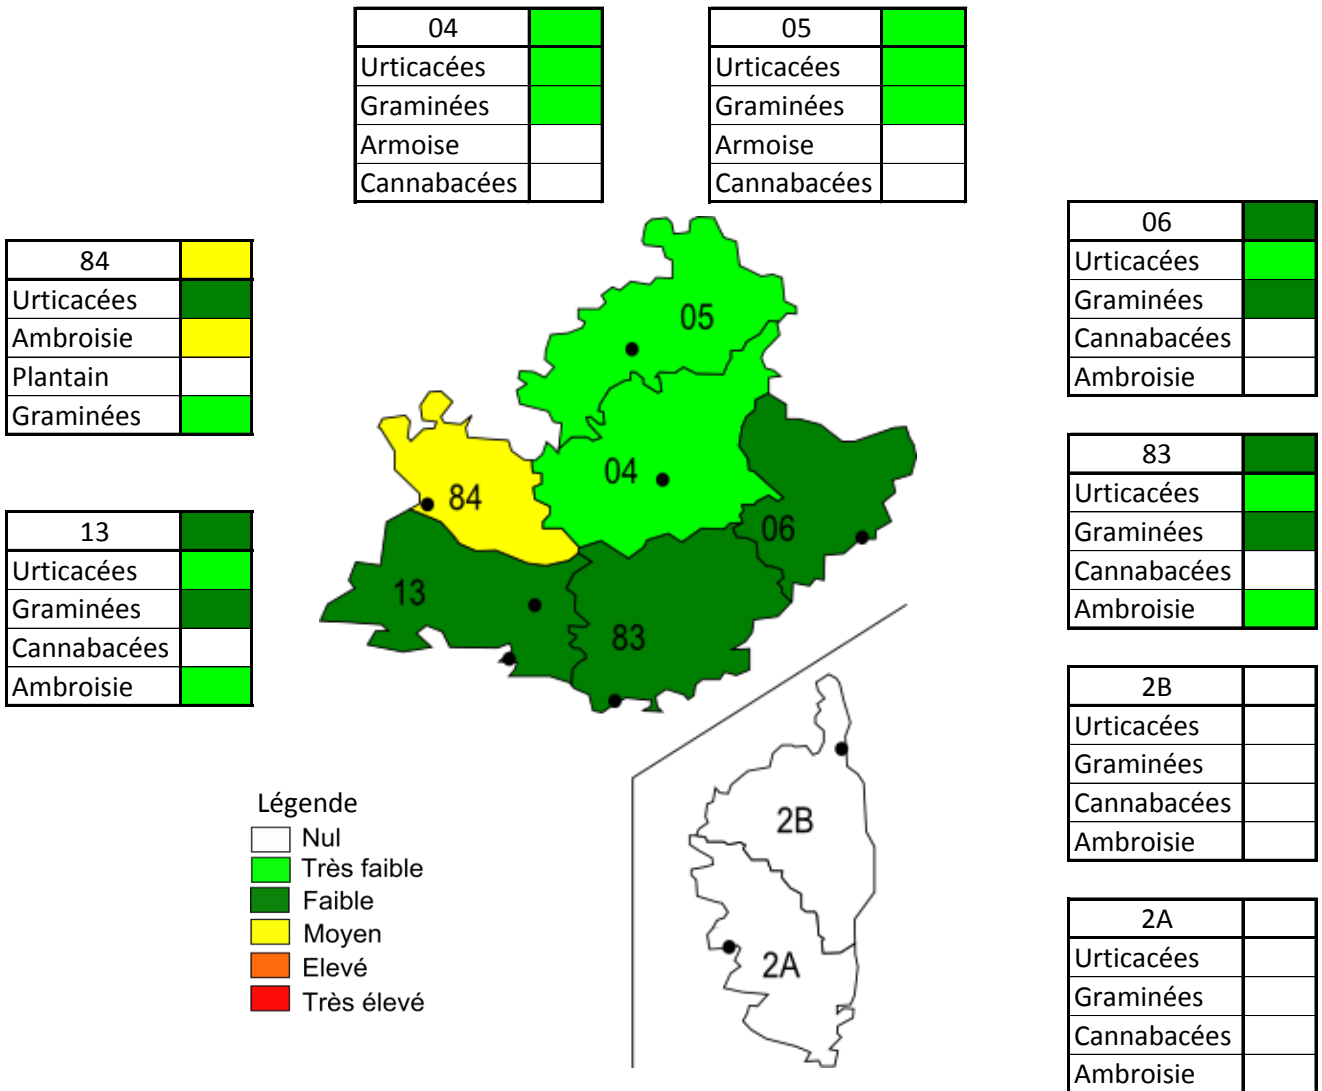 04
Urticacées
Graminées
Armoise
Cannabacées
05
Urticacées
Graminées
Armoise
Cannabacées
84
Urticacées
Ambroisie
Plantain
Graminées
13
Urticacées
Graminées
Cannabacées
Ambroisie
06
Urticacées
Graminées
Cannabacées
Ambroisie
83
Urticacées
Graminées
Cannabacées
Ambroisie
2B
Urticacées
Graminées
Cannabacées
Ambroisie
2A
Urticacées
Graminées
Cannabacées
Ambroisie
05
04
84
06
13
83
2B
2A
Légende
Nul
Très faible
Faible
Moyen
Elevé
Très élevé